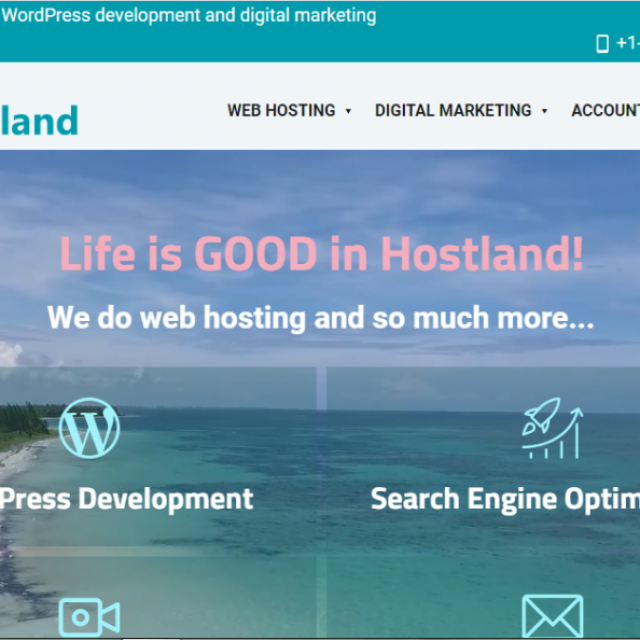 WordPress development and digital marketing
+1-
land
WEB HOSTING DIGITAL MARKETING ACCOUNT
Life is GOOD in Hostland!
We do web hosting and so much more...
Press Development Search Engine Optim